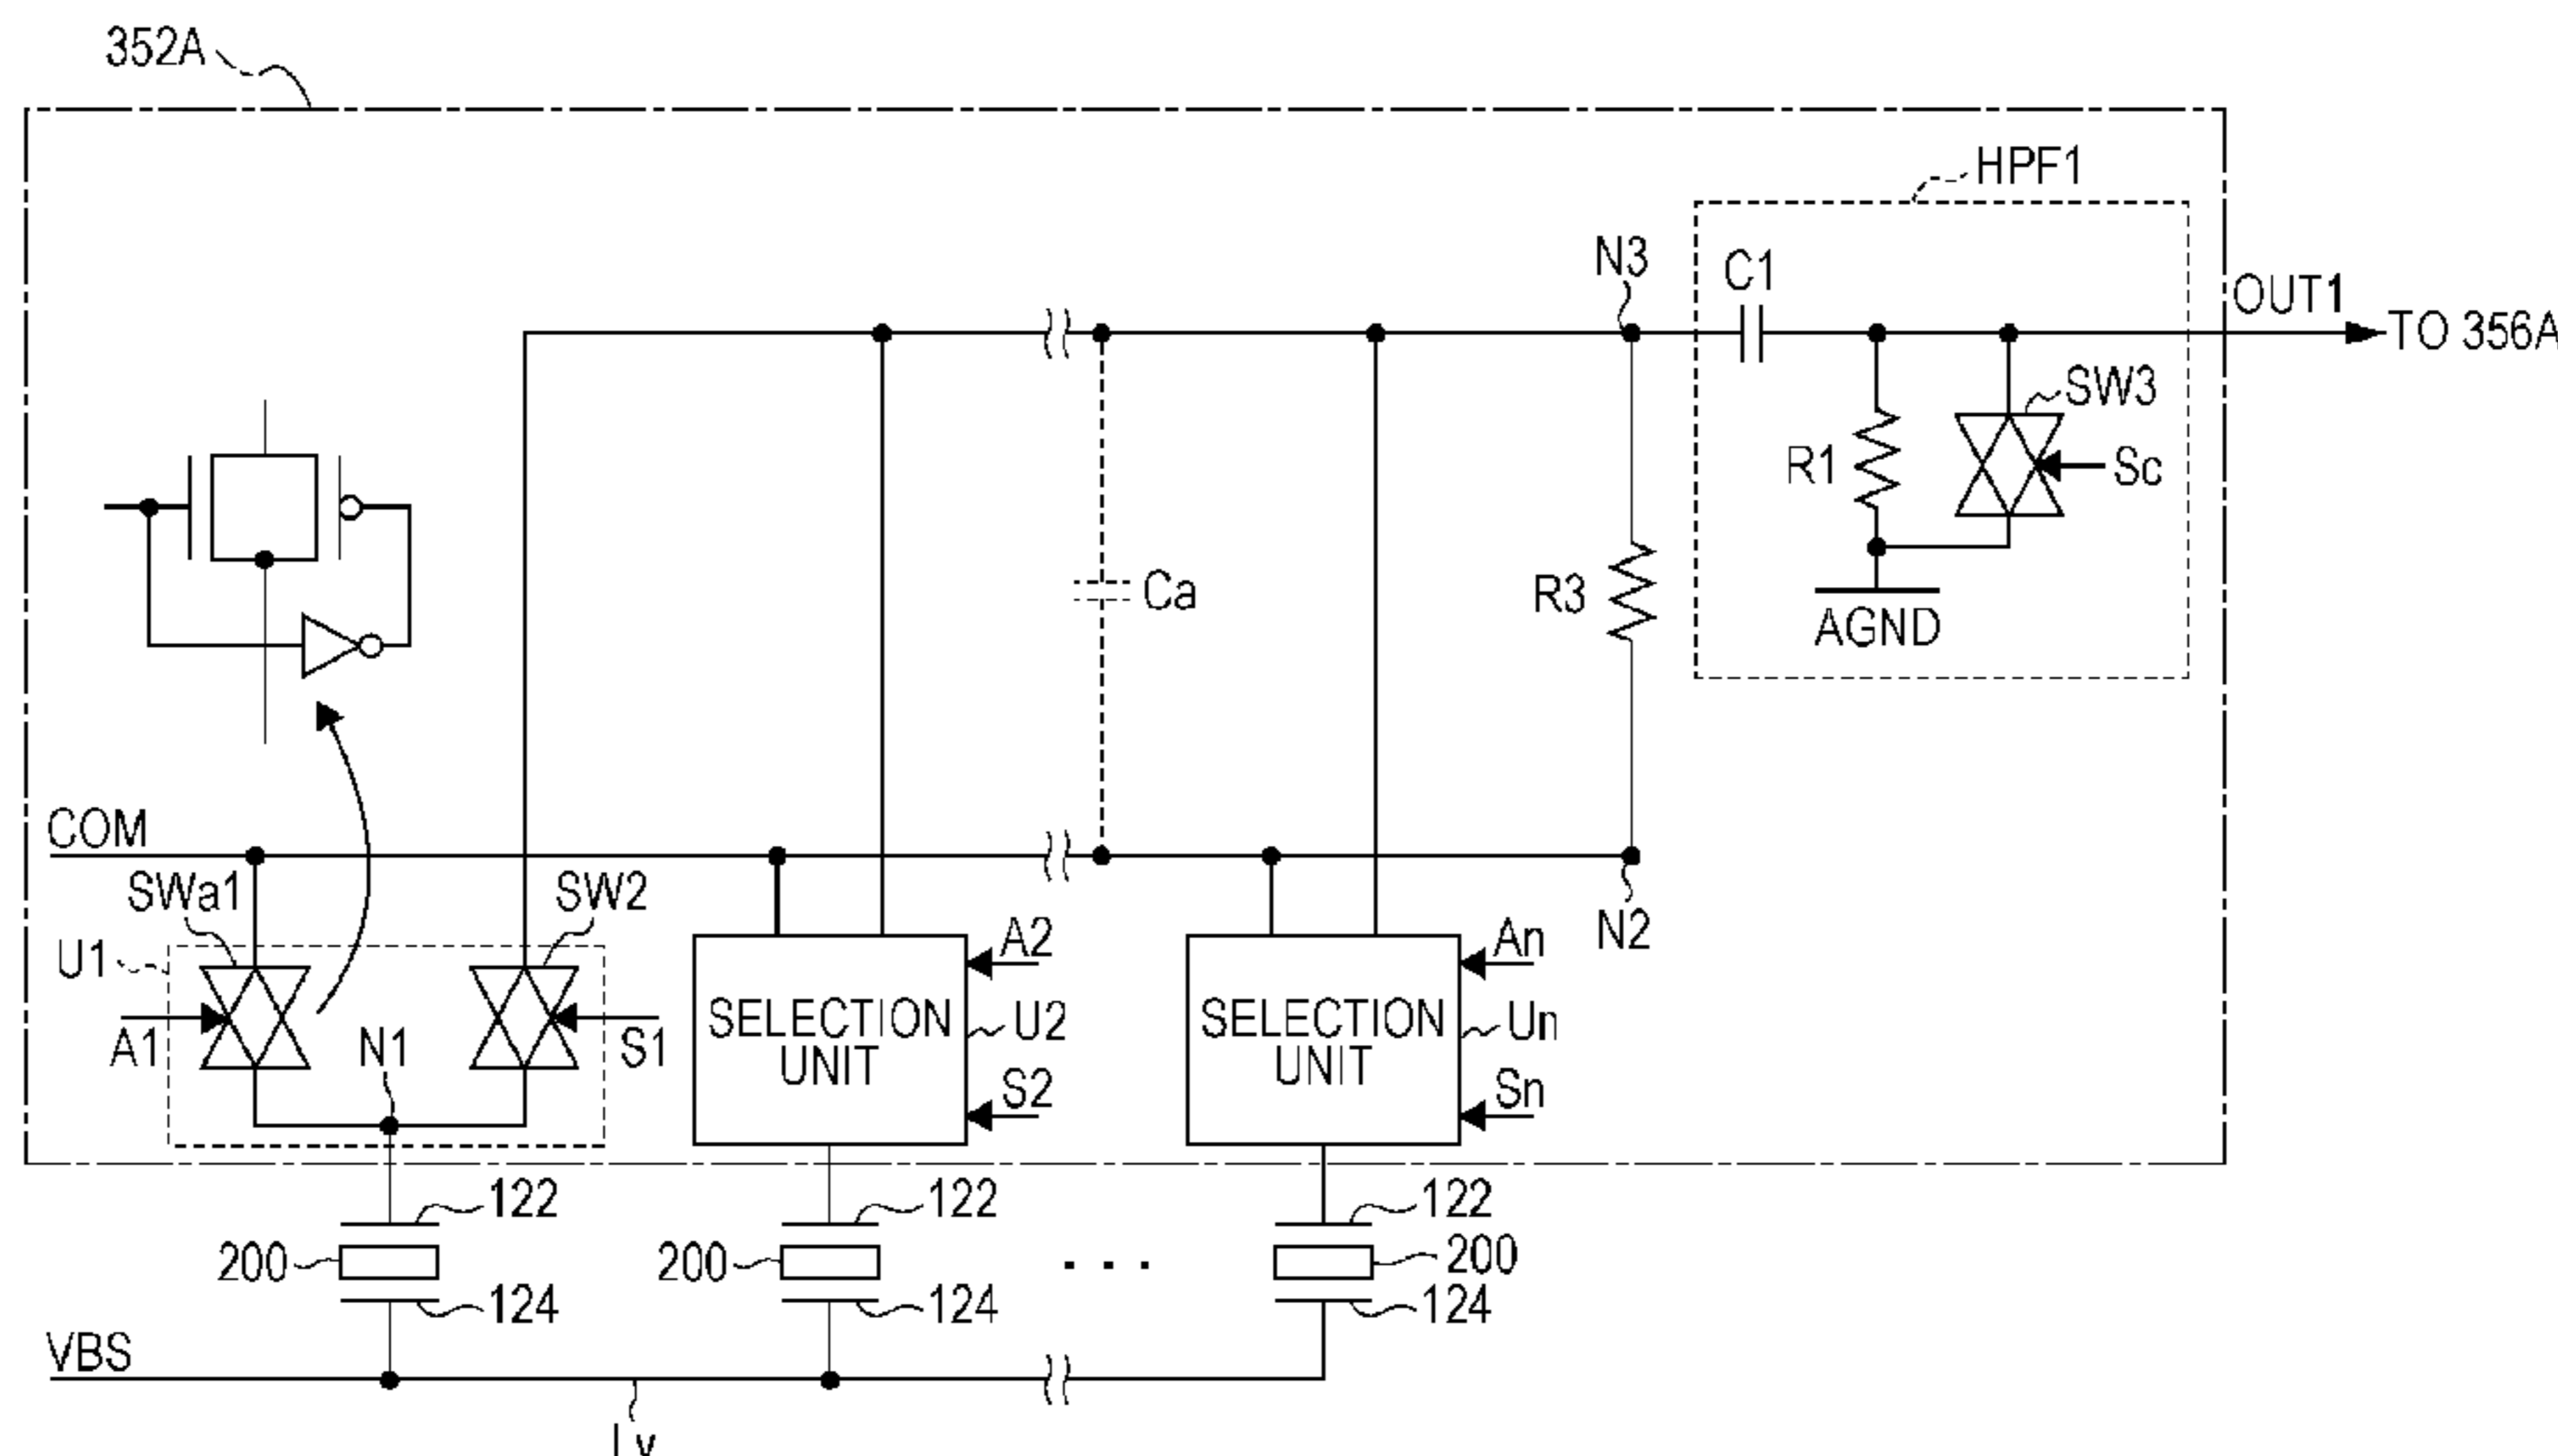 352A
HPF1
N3
C1
OUT1
TO 356A
SW3
R1
Sc
Ca
R3
AGND
COM
SWa1
SW2
A2
An
N2
U1
SELECTION UNIT
U2
SELECTION UNIT
Un
A1
N1
S1
S2
Sn
122
122
122
200
200
200
124
124
124
VBS
Lv